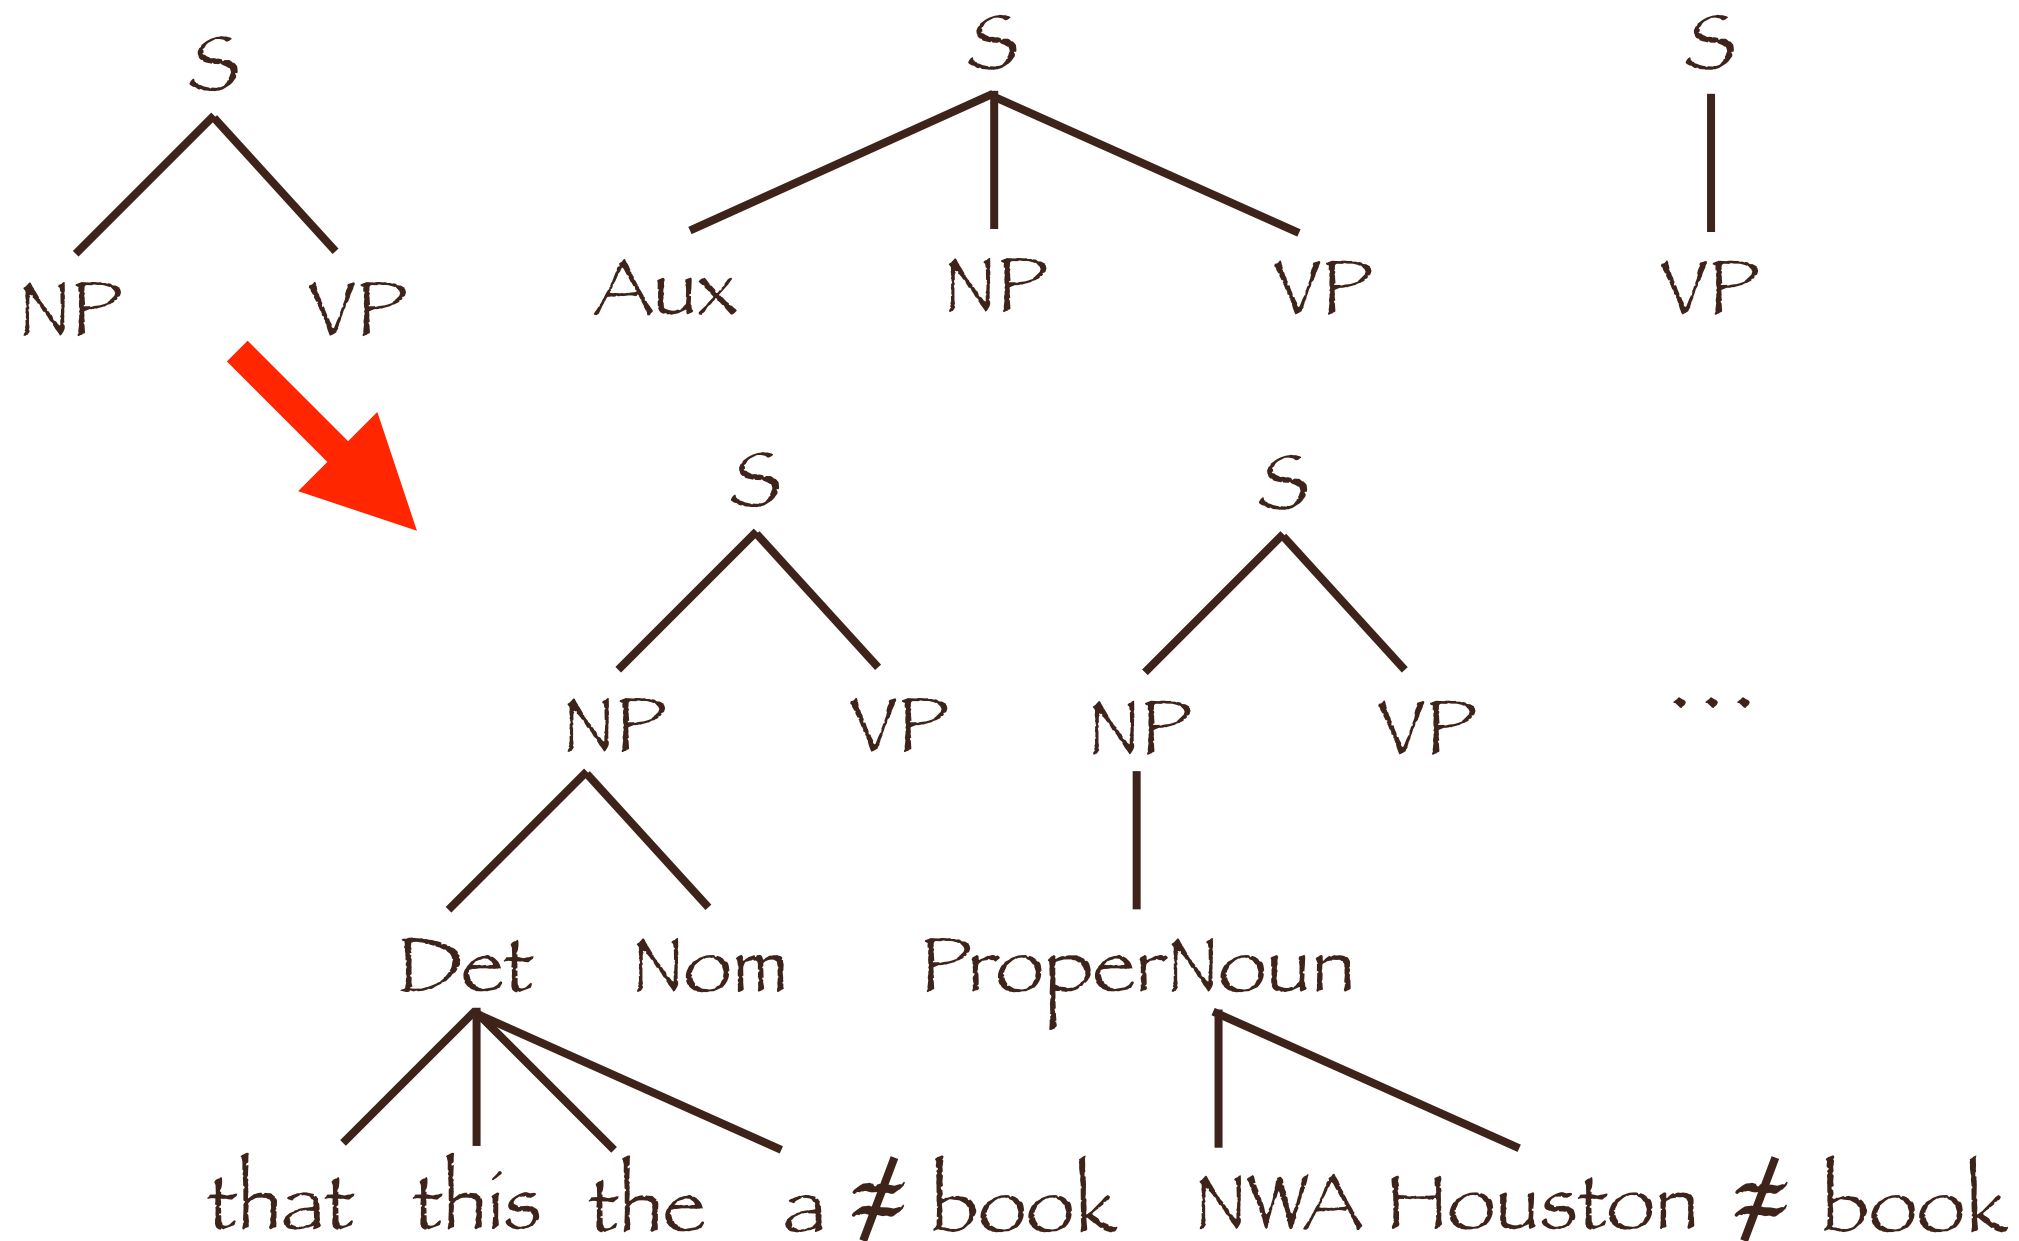 S S S
NP VP Aux NP VP VP
S S
NP VP NP VP ...
Det Nom ProperNoun
that this the a ≠ book NWA Houston ≠ book